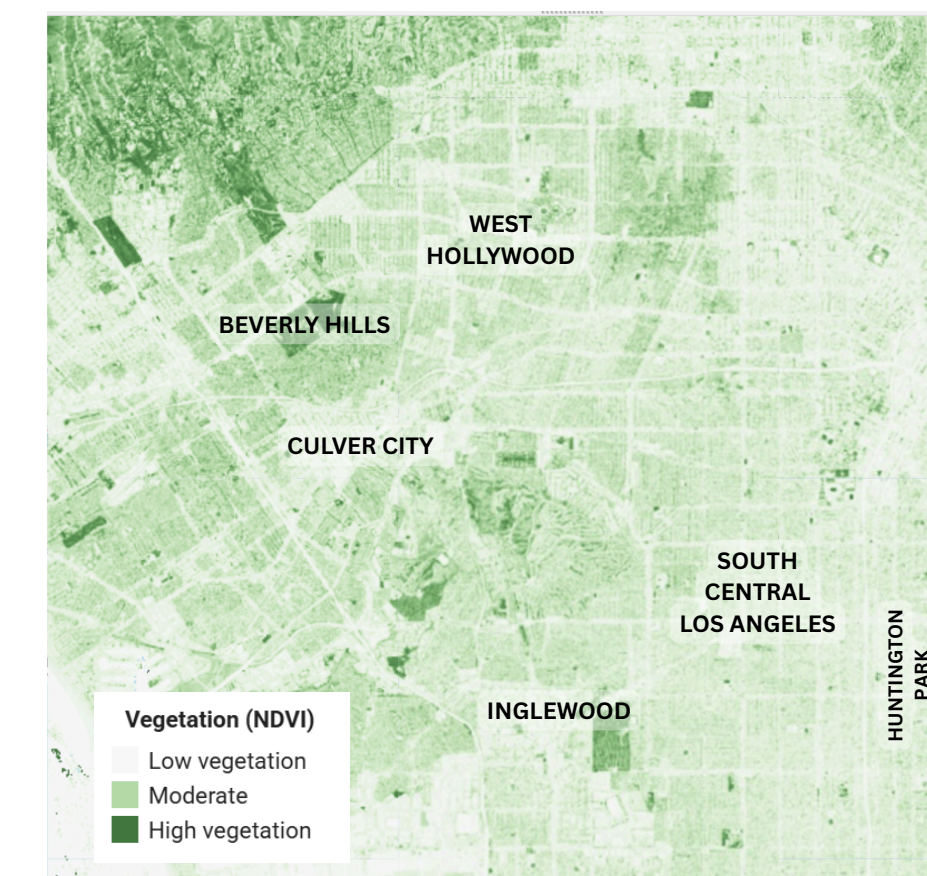 WEST
HOLLYWOOD
BEVERLY HILLS
CULVER CITY
SOUTH
CENTRAL
LOS ANGELES
HUNTINGTON
PARK
INGLEWOOD
Vegetation (NDVI)
Low vegetation
Moderate
High vegetation